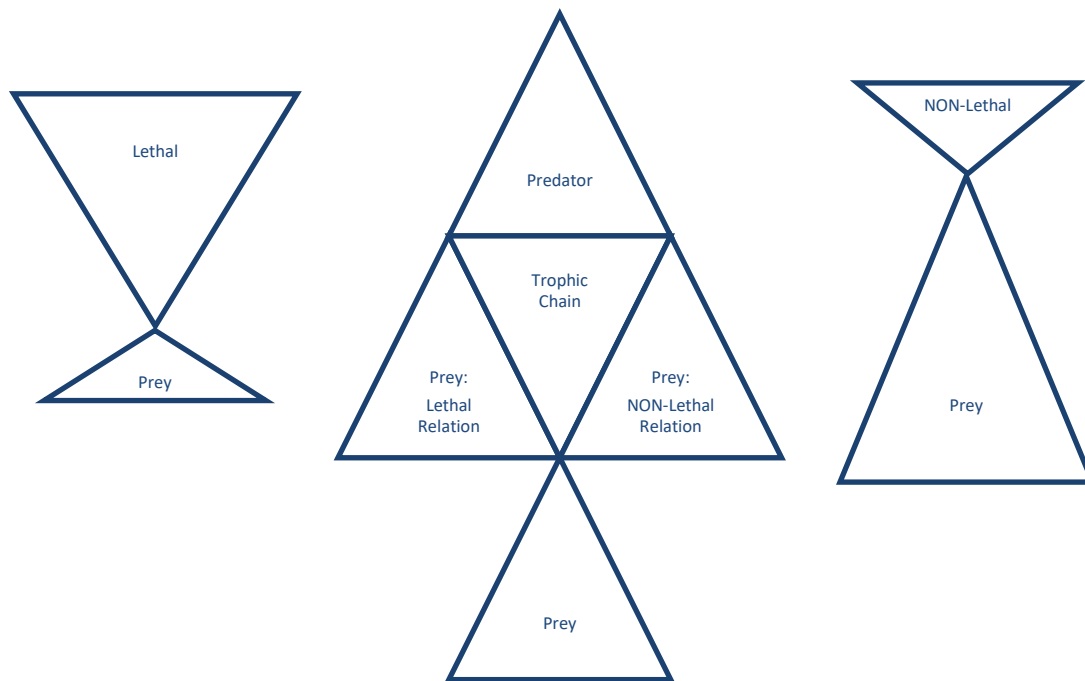 Lethal
Prey
Predator
Trophic
Chain
Prey:
Lethal
Relation
Prey:
NON-Lethal
Relation
Prey
NON-Lethal
Prey